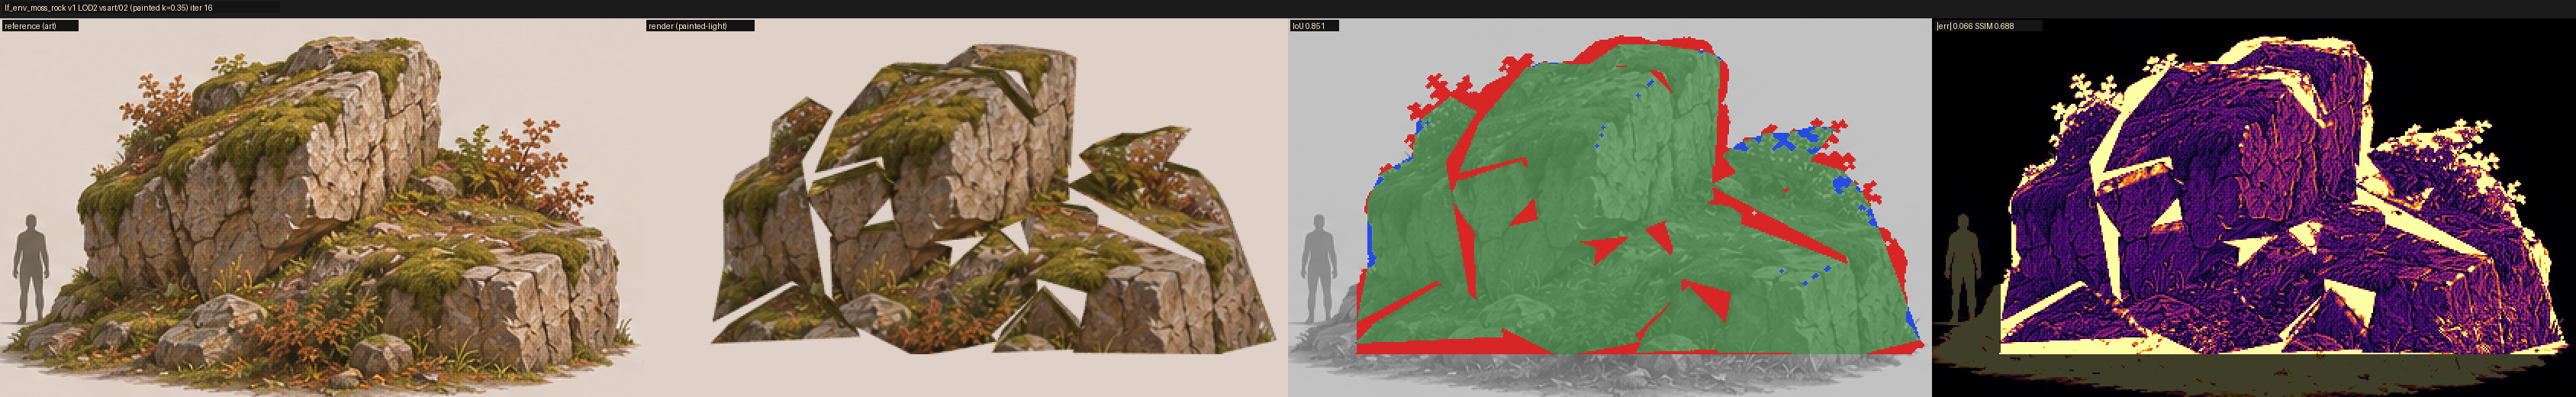 lf_env_moss_rock v1 LOD2 vs art/02 (painted k=0.35) iter 16
reference (art)
render (painted-light)
IoU 0.851
|err| 0.066 SSIM 0.688